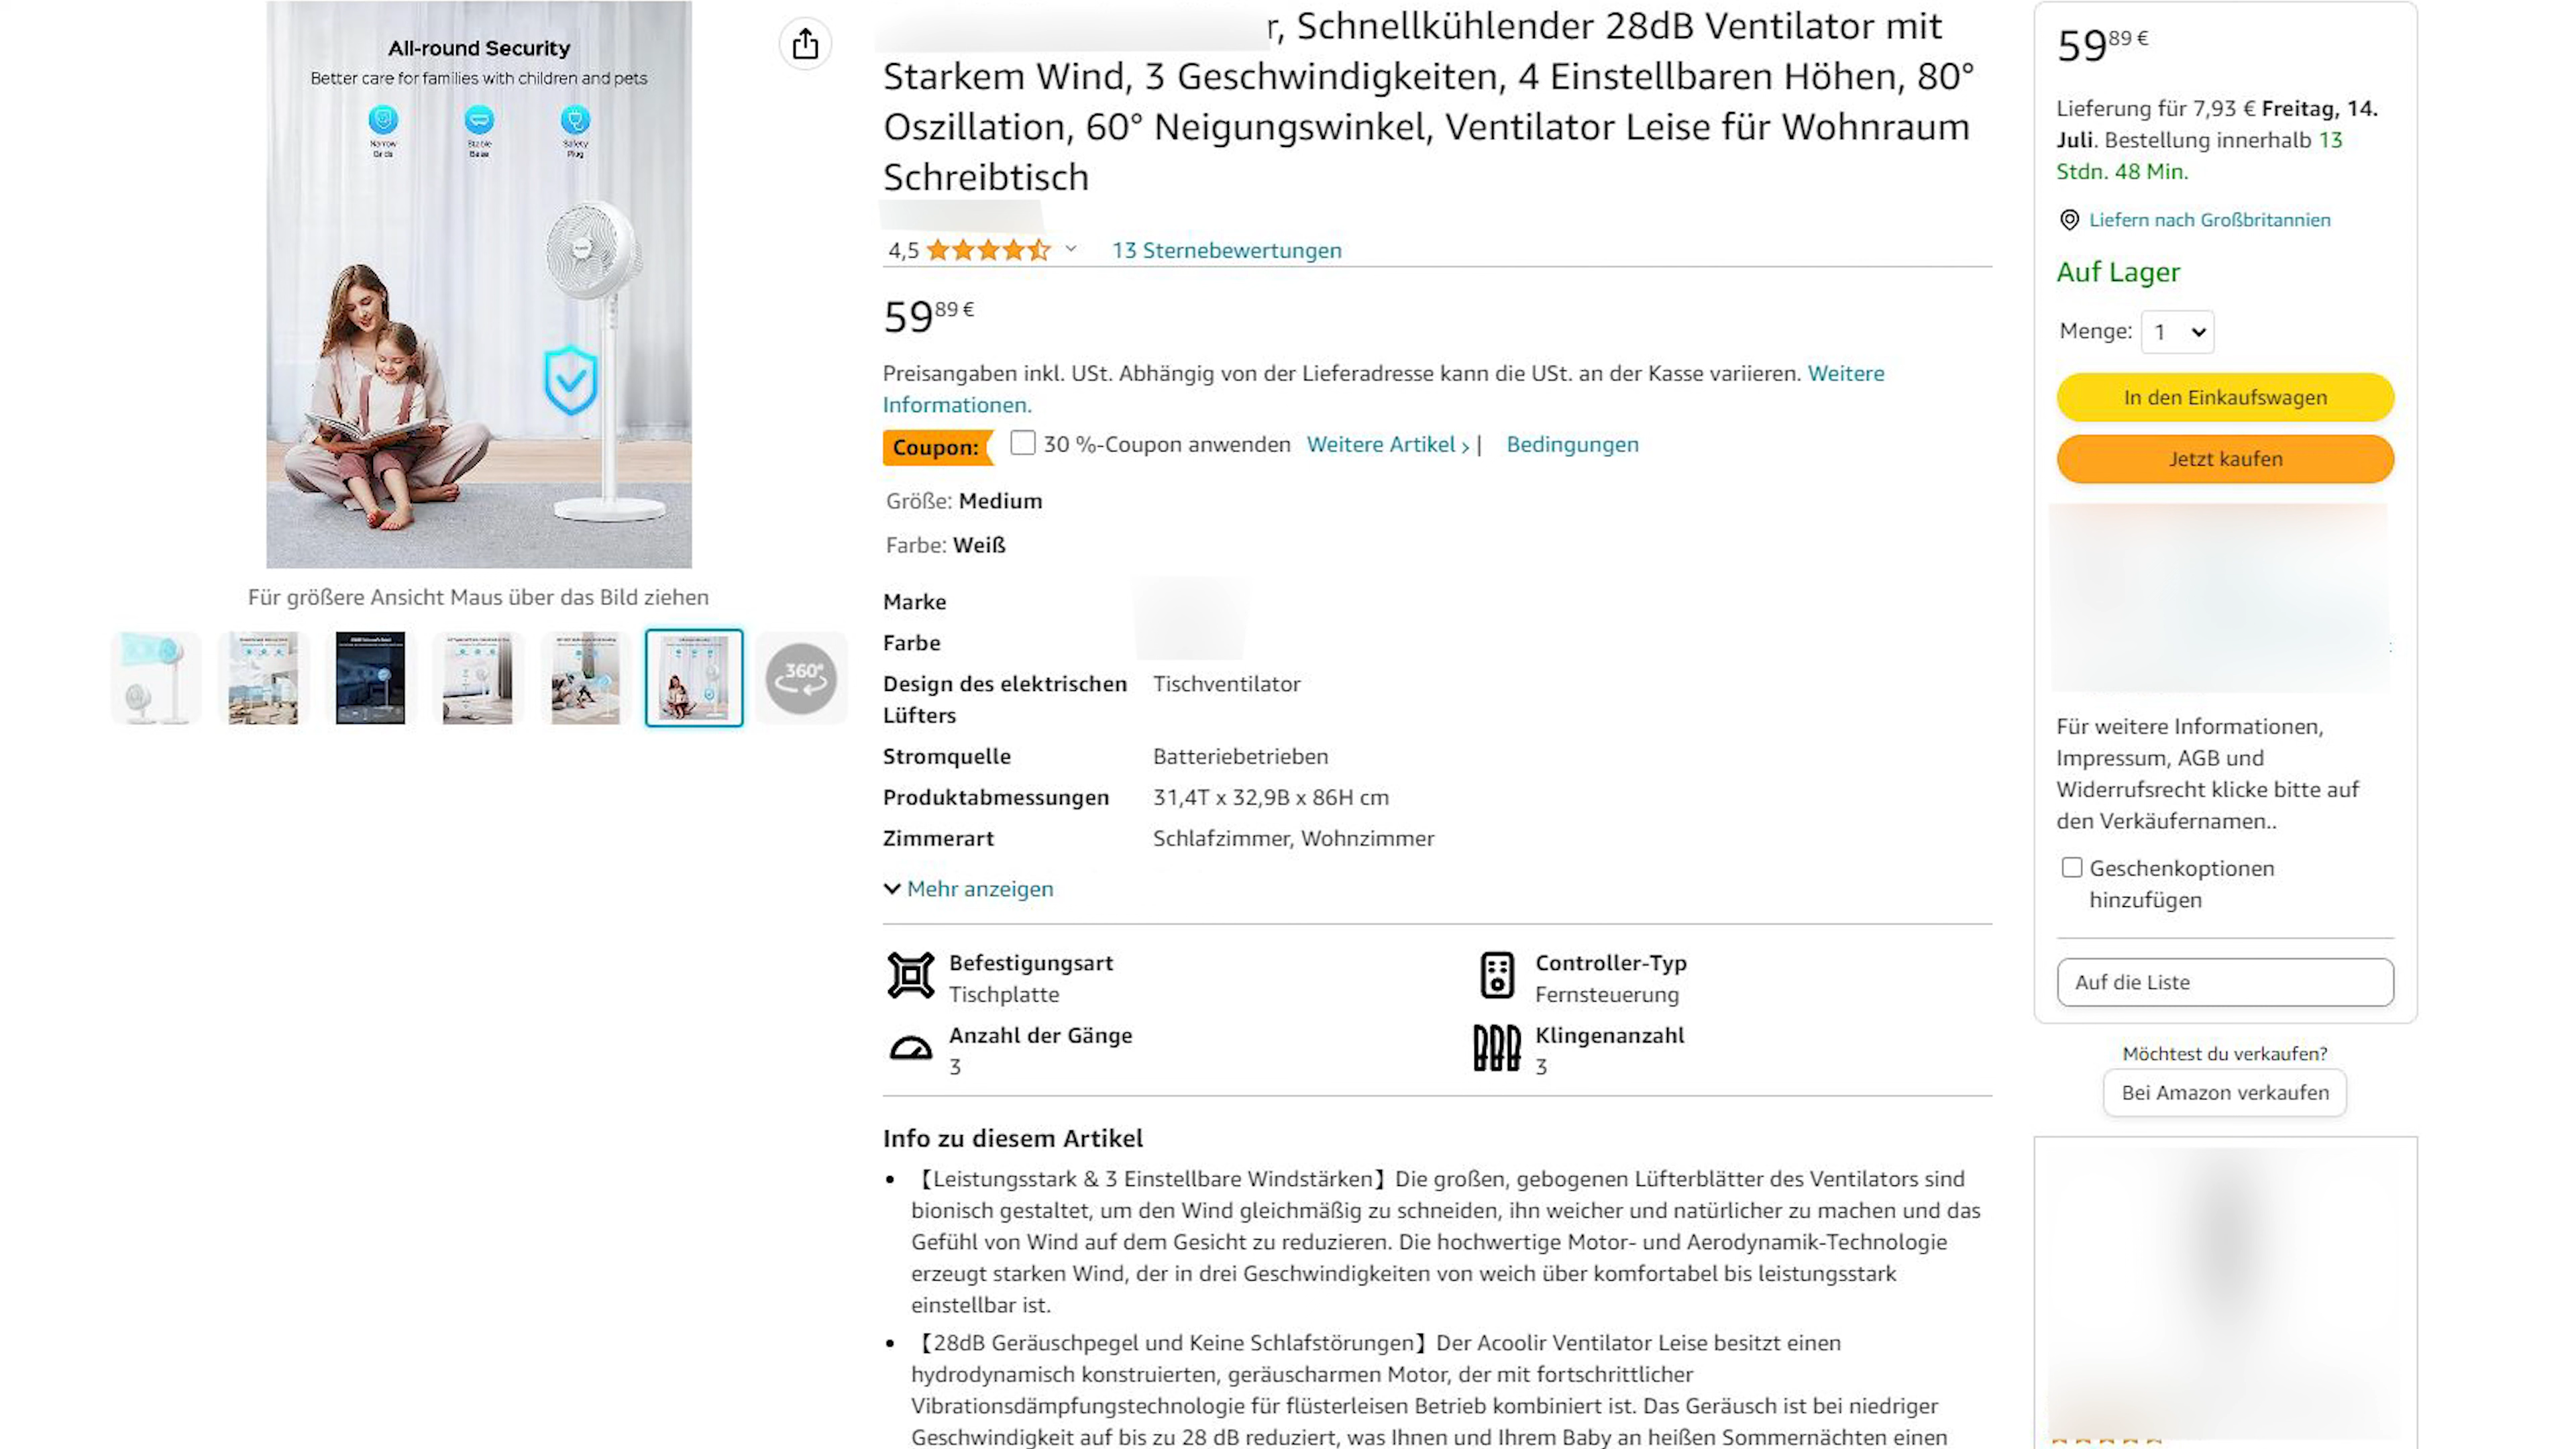 All-round Security
Better care for families with children and pets
Narrow
Grids
Stable
Base
Safety
Plug
Für größere Ansicht Maus über das Bild ziehen
360°
r, Schnellkühlender 28dB Ventilator mit
Starkem Wind, 3 Geschwindigkeiten, 4 Einstellbaren Höhen, 80°
Oszillation, 60° Neigungswinkel, Ventilator Leise für Wohnraum
Schreibtisch
4,5 13 Sternebewertungen
59 89 €
Preisangaben inkl. USt. Abhängig von der Lieferadresse kann die USt. an der Kasse variieren. Weitere
Informationen.
Coupon: 30 %-Coupon anwenden Weitere Artikel › | Bedingungen
Größe: Medium
Farbe: Weiß
Marke
Farbe
Design des elektrischen Tischventilator
Lüfters
Stromquelle Batteriebetrieben
Produktabmessungen 31,4T x 32,9B x 86H cm
Zimmerart Schlafzimmer, Wohnzimmer
Mehr anzeigen
Befestigungsart
Tischplatte
Controller-Typ
Fernsteuerung
Anzahl der Gänge
3
Klingenanzahl
3
Info zu diesem Artikel
• 【Leistungsstark & 3 Einstellbare Windstärken】Die großen, gebogenen Lüfterblätter des Ventilators sind
bionisch gestaltet, um den Wind gleichmäßig zu schneiden, ihn weicher und natürlicher zu machen und das
Gefühl von Wind auf dem Gesicht zu reduzieren. Die hochwertige Motor- und Aerodynamik-Technologie
erzeugt starken Wind, der in drei Geschwindigkeiten von weich über komfortabel bis leistungsstark
einstellbar ist.
• 【28dB Geräuschpegel und Keine Schlafstörungen】Der Acoolir Ventilator Leise besitzt einen
hydrodynamisch konstruierten, geräuscharmen Motor, der mit fortschrittlicher
Vibrationsdämpfungstechnologie für flüsterleisen Betrieb kombiniert ist. Das Geräusch ist bei niedriger
Geschwindigkeit auf bis zu 28 dB reduziert, was Ihnen und Ihrem Baby an heißen Sommernächten einen
59 89 €
Lieferung für 7,93 € Freitag, 14.
Juli. Bestellung innerhalb 13
Stdn. 48 Min.
Liefern nach Großbritannien
Auf Lager
Menge: 1
In den Einkaufswagen
Jetzt kaufen
Für weitere Informationen,
Impressum, AGB und
Widerrufsrecht klicke bitte auf
den Verkäufernamen..
Geschenkoptionen
hinzufügen
Auf die Liste
Möchtest du verkaufen?
Bei Amazon verkaufen